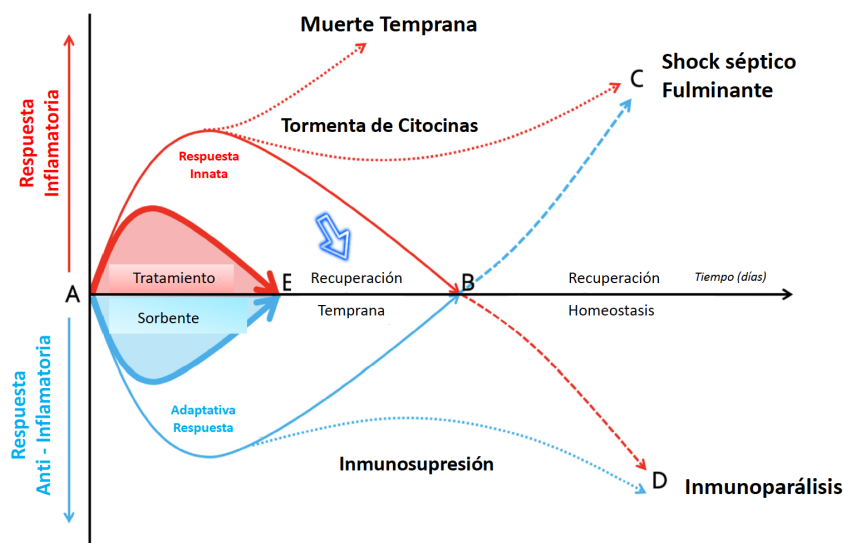 Muerte Temprana
Shock séptico
Fulminante
C
Tormenta de Citocinas
Respuesta
Inflamatoria
Respuesta
Innata
Tratamiento
E
Recuperación
B
Recuperación
Tiempo (días)
A
Sorbente
Temprana
Homeostasis
Respuesta
Anti - Inflamatoria
Adaptativa
Respuesta
Inmunosupresión
D
Inmunoparálisis